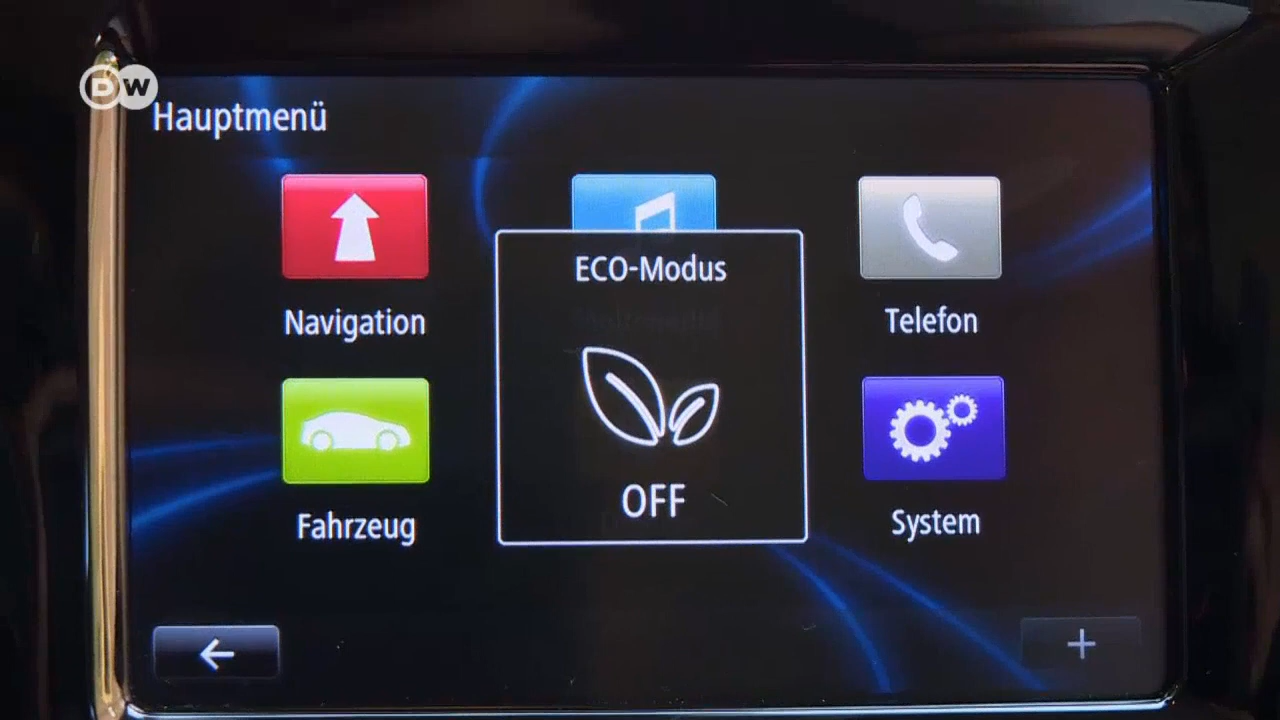 DW
Hauptmenü
ECO-Modus
Navigation
Telefon
OFF
Fahrzeug
System